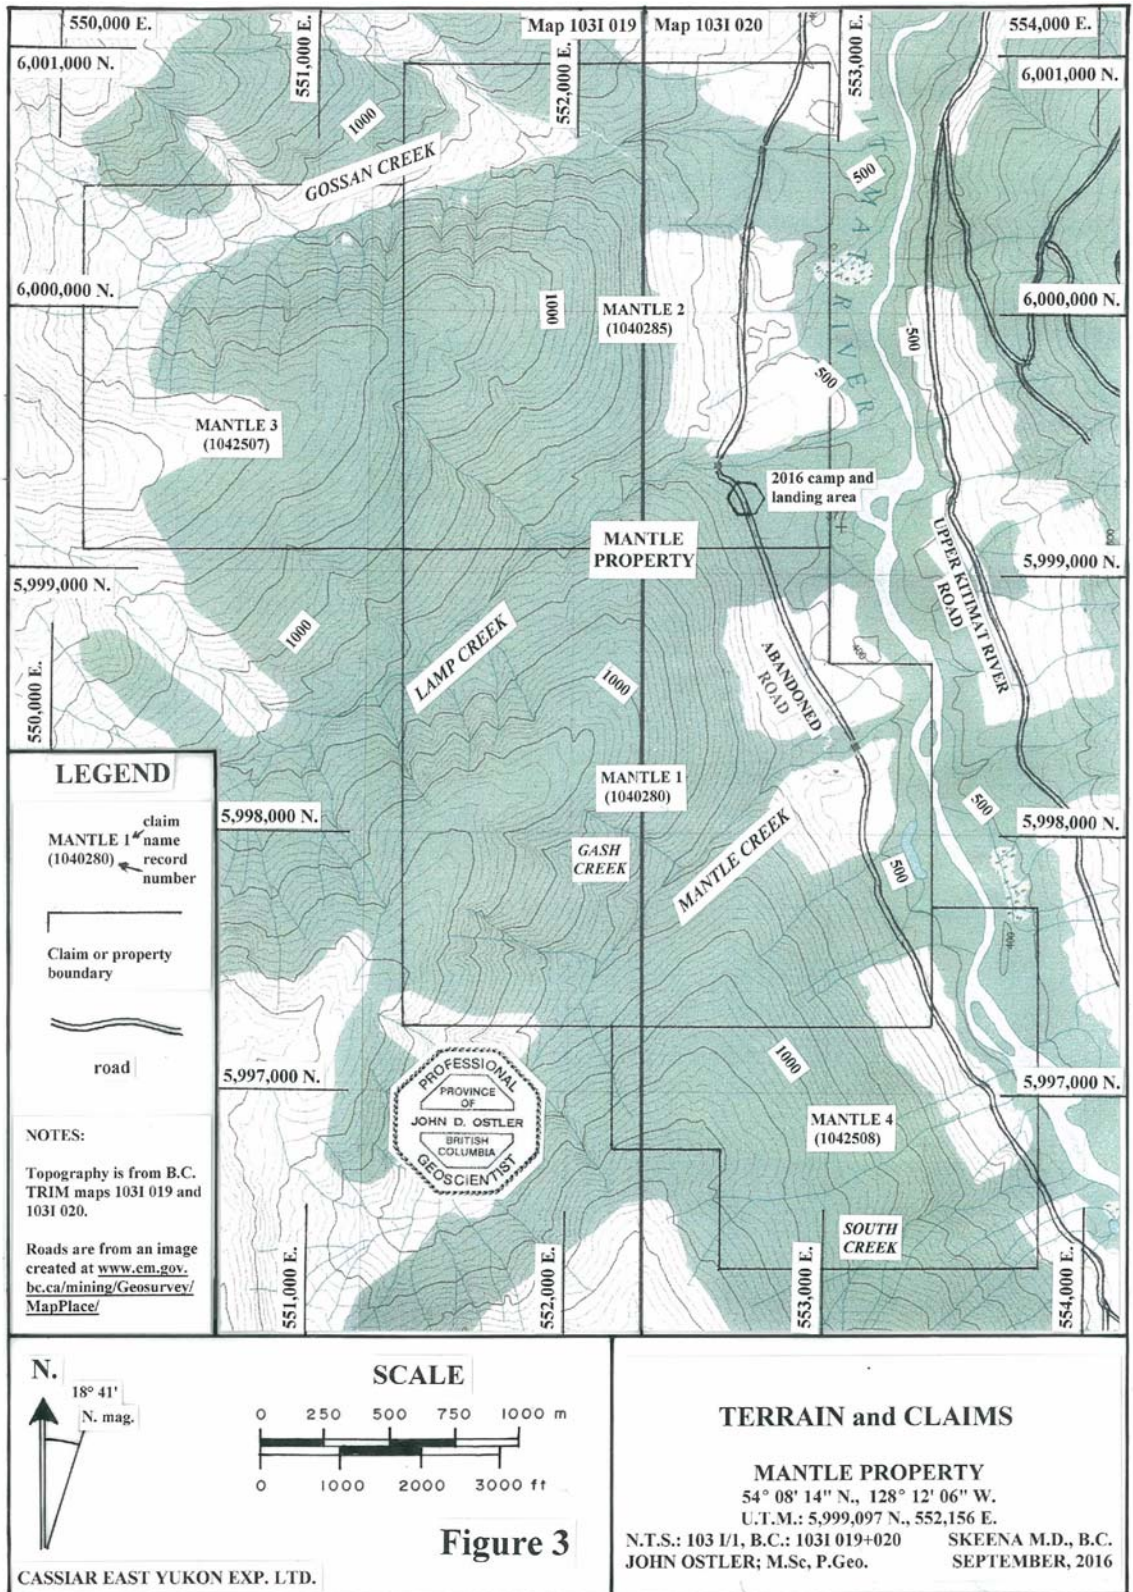 550,000 E.
551,000 E.
Map 103I 019
552,000 E.
Map 103I 020
553,000 E.
554,000 E.
6,001,000 N.
6,001,000 N.
1000
GOSSAN CREEK
500
KITIMAT RIVER
6,000,000 N.
6,000,000 N.
1000
MANTLE 2
(1040285)
500
500
MANTLE 3
(1042507)
2016 camp and
landing area
MANTLE
PROPERTY
UPPER KITIMAT RIVER
ROAD
600
5,999,000 N.
5,999,000 N.
1000
LAMP CREEK
ABANDONED
ROAD
400
550,000 E.
1000
MANTLE 1
(1040280)
500
5,998,000 N.
5,998,000 N.
GASH
CREEK
MANTLE CREEK
500
400
5,997,000 N.
5,997,000 N.
1000
MANTLE 4
(1042508)
SOUTH
CREEK
551,000 E.
552,000 E.
553,000 E.
554,000 E.
PROFESSIONAL
PROVINCE
OF
JOHN D. OSTLER
BRITISH
COLUMBIA
GEOSCIENTIST
LEGEND
MANTLE 1
(1040280)
claim
name
record
number
Claim or property
boundary
road
NOTES:
Topography is from B.C.
TRIM maps 103I 019 and
103I 020.
Roads are from an image
created at www.em.gov.
bc.ca/mining/Geosurvey/
MapPlace/
N.
18° 41'
N. mag.
SCALE
0 250 500 750 1000 m
0 1000 2000 3000 ft
Figure 3
CASSIAR EAST YUKON EXP. LTD.
TERRAIN and CLAIMS
MANTLE PROPERTY
54° 08' 14" N., 128° 12' 06" W.
U.T.M.: 5,999,097 N., 552,156 E.
N.T.S.: 103 I/1, B.C.: 103I 019+020 SKEENA M.D., B.C.
JOHN OSTLER; M.Sc, P.Geo. SEPTEMBER, 2016